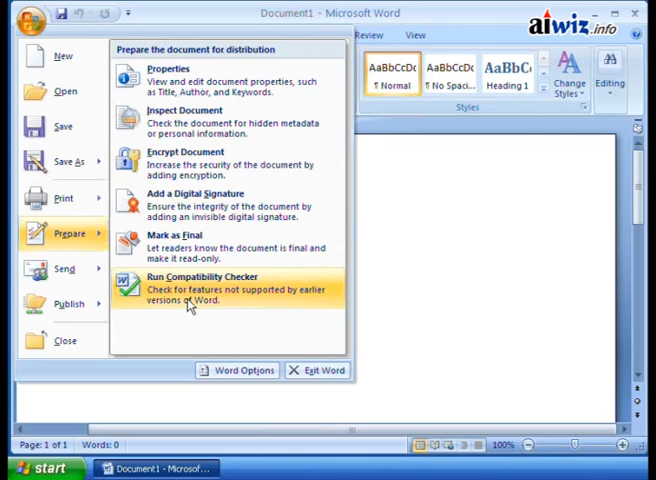 Document1 - Microsoft Word
aiwiz.info
Review View
New
Open
Save
Save As
Print
Prepare
Send
Publish
Close
Prepare the document for distribution
Properties
View and edit document properties, such
as Title, Author, and Keywords.
Inspect Document
Check the document for hidden metadata
or personal information.
Encrypt Document
Increase the security of the document by
adding encryption.
Add a Digital Signature
Ensure the integrity of the document by
adding an invisible digital signature.
Mark as Final
Let readers know the document is final and
make it read-only.
Run Compatibility Checker
Check for features not supported by earlier
versions of Word.
Word Options
Exit Word
AaBbCcDc AaBbCcDc AaBbCc
¶ Normal ¶ No Spaci... Heading 1
Change
Styles
Editing
Styles
Page: 1 of 1 Words: 0
100%
start
Document1 - Microsof...